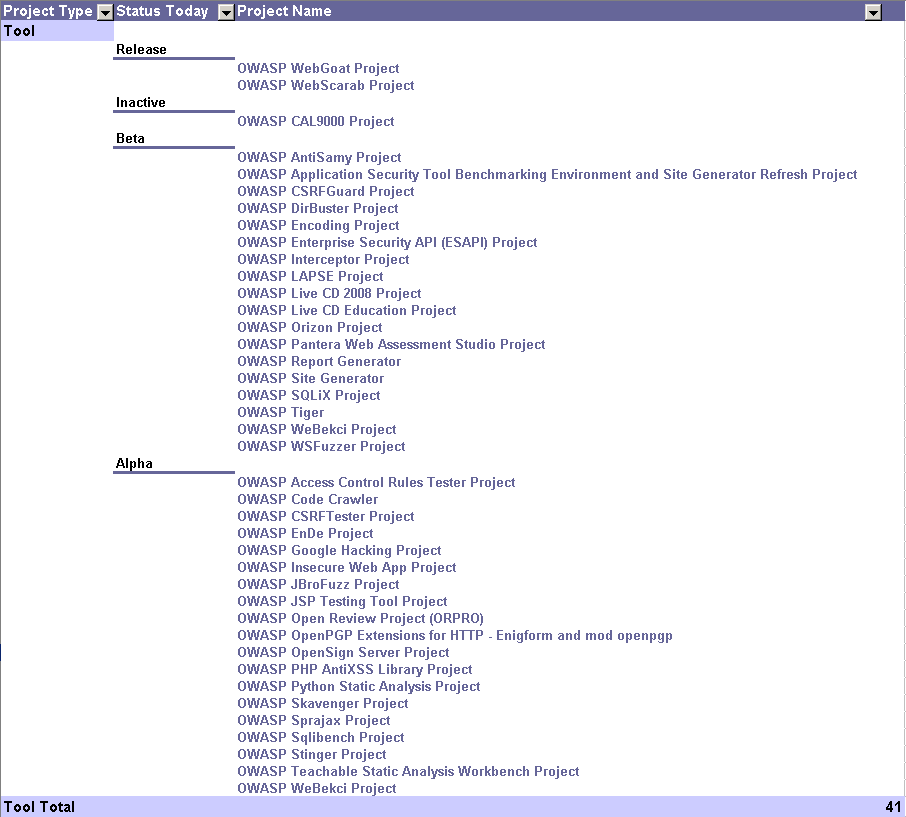 Project Type Status Today Project Name
Tool
Release
OWASP WebGoat Project
OWASP WebScarab Project
Inactive
OWASP CAL9000 Project
Beta
OWASP AntiSamy Project
OWASP Application Security Tool Benchmarking Environment and Site Generator Refresh Project
OWASP CSRFGuard Project
OWASP DirBuster Project
OWASP Encoding Project
OWASP Enterprise Security API (ESAPI) Project
OWASP Interceptor Project
OWASP LAPSE Project
OWASP Live CD 2008 Project
OWASP Live CD Education Project
OWASP Orizon Project
OWASP Pantera Web Assessment Studio Project
OWASP Report Generator
OWASP Site Generator
OWASP SQLiX Project
OWASP Tiger
OWASP WeBekci Project
OWASP WSFuzzer Project
Alpha
OWASP Access Control Rules Tester Project
OWASP Code Crawler
OWASP CSRFTester Project
OWASP EnDe Project
OWASP Google Hacking Project
OWASP Insecure Web App Project
OWASP JBroFuzz Project
OWASP JSP Testing Tool Project
OWASP Open Review Project (ORPRO)
OWASP OpenPGP Extensions for HTTP - Enigform and mod openpgp
OWASP OpenSign Server Project
OWASP PHP AntiXSS Library Project
OWASP Python Static Analysis Project
OWASP Skavenger Project
OWASP Sprajax Project
OWASP Sqlibench Project
OWASP Stinger Project
OWASP Teachable Static Analysis Workbench Project
OWASP WeBekci Project
Tool Total 41